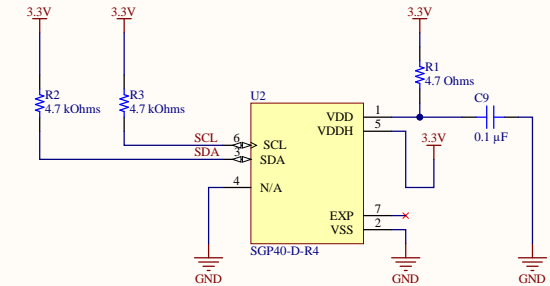 3.3V
3.3V
3.3V
R2
4.7 kOhms
R3
4.7 kOhms
R1
4.7 Ohms
U2
C9
0.1 µF
SCL
SDA
6
3
4
SCL
SDA
N/A
VDD
VDDH
EXP
VSS
1
5
7
2
3.3V
SGP40-D-R4
GND
GND
GND